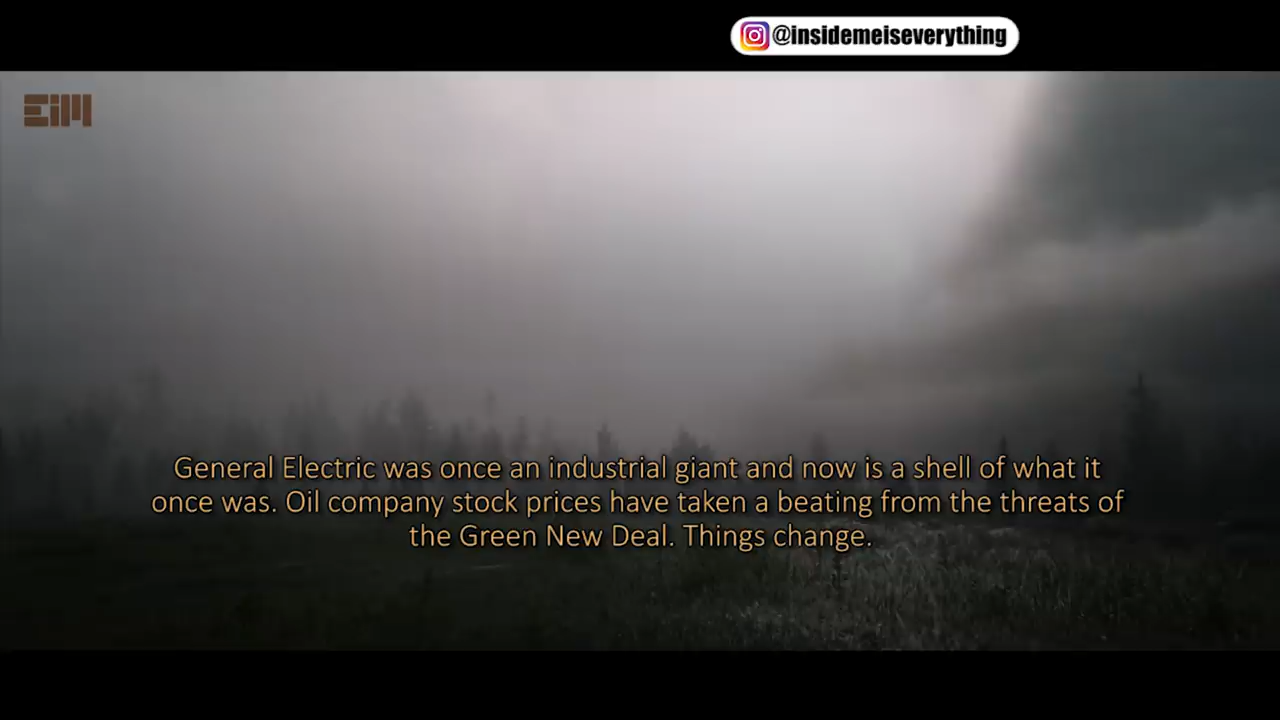 @insidemeiseverything
EIM
General Electric was once an industrial giant and now is a shell of what it
once was. Oil company stock prices have taken a beating from the threats of
the Green New Deal. Things change.